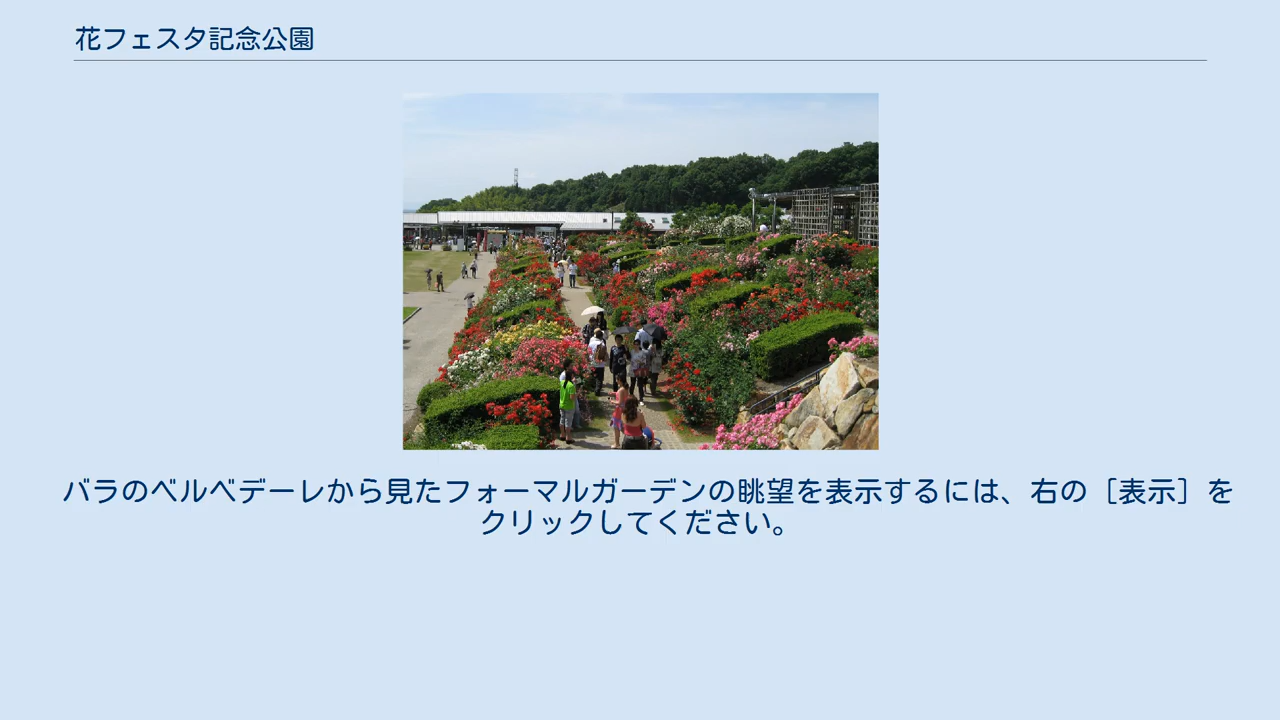 花フェスタ記念公園
バラのベルベデーレから見たフォーマルガーデンの眺望を表示するには、右の［表示］を
クリックしてください。